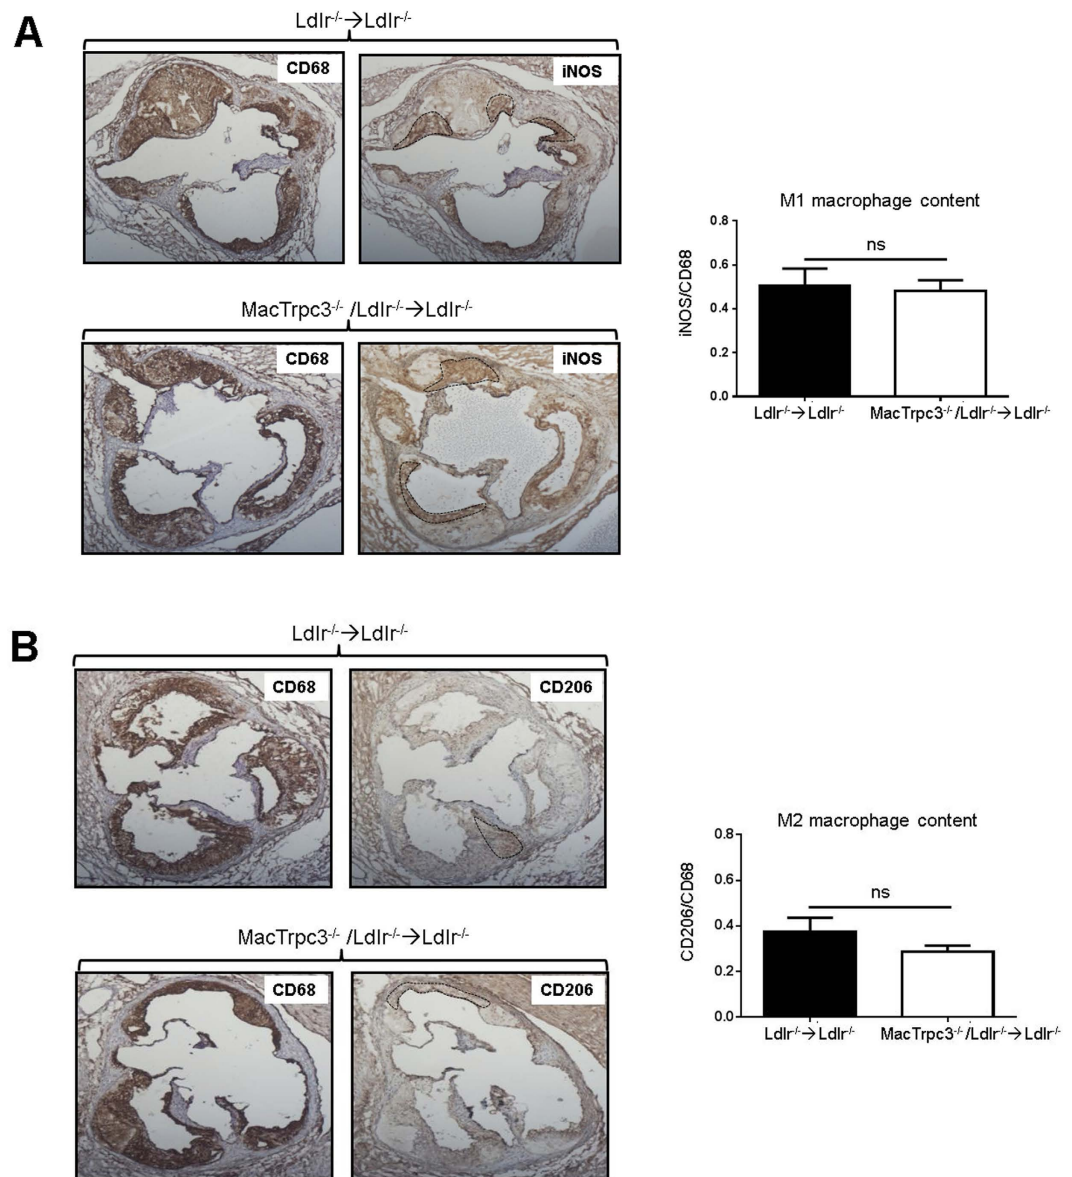 A
Ldlr-/-→Ldlr-/-
CD68
iNOS
MacTrpc3-/- /Ldlr-/-→Ldlr-/-
CD68
iNOS
M1 macrophage content
0.8
0.6
0.4
0.2
0.0
iNOS/CD68
ns
Ldlr-/-→Ldlr-/-
MacTrpc3-/-/Ldlr-/-→Ldlr-/-
B
Ldlr-/-→Ldlr-/-
CD68
CD206
MacTrpc3-/- /Ldlr-/-→Ldlr-/-
CD68
CD206
M2 macrophage content
0.8
0.6
0.4
0.2
0.0
CD206/CD68
ns
Ldlr-/-→Ldlr-/-
MacTrpc3-/-/Ldlr-/-→Ldlr-/-